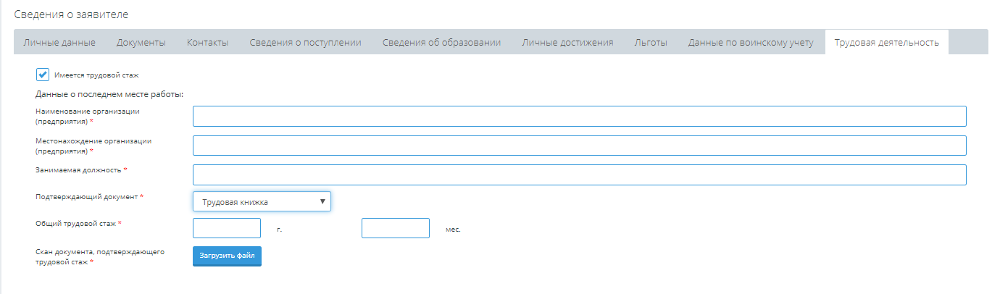 Сведения о заявителе
Личные данные Документы Контакты Сведения о поступлении Сведения об образовании Личные достижения Льготы Данные по воинскому учету Трудовая деятельность
Имеется трудовой стаж
Данные о последнем месте работы:
Наименование организации
(предприятия) *
Местонахождение организации
(предприятия) *
Занимаемая должность *
Подтверждающий документ *
Трудовая книжка
Общий трудовой стаж *
г.
мес.
Скан документа, подтверждающего
трудовой стаж *
Загрузить файл